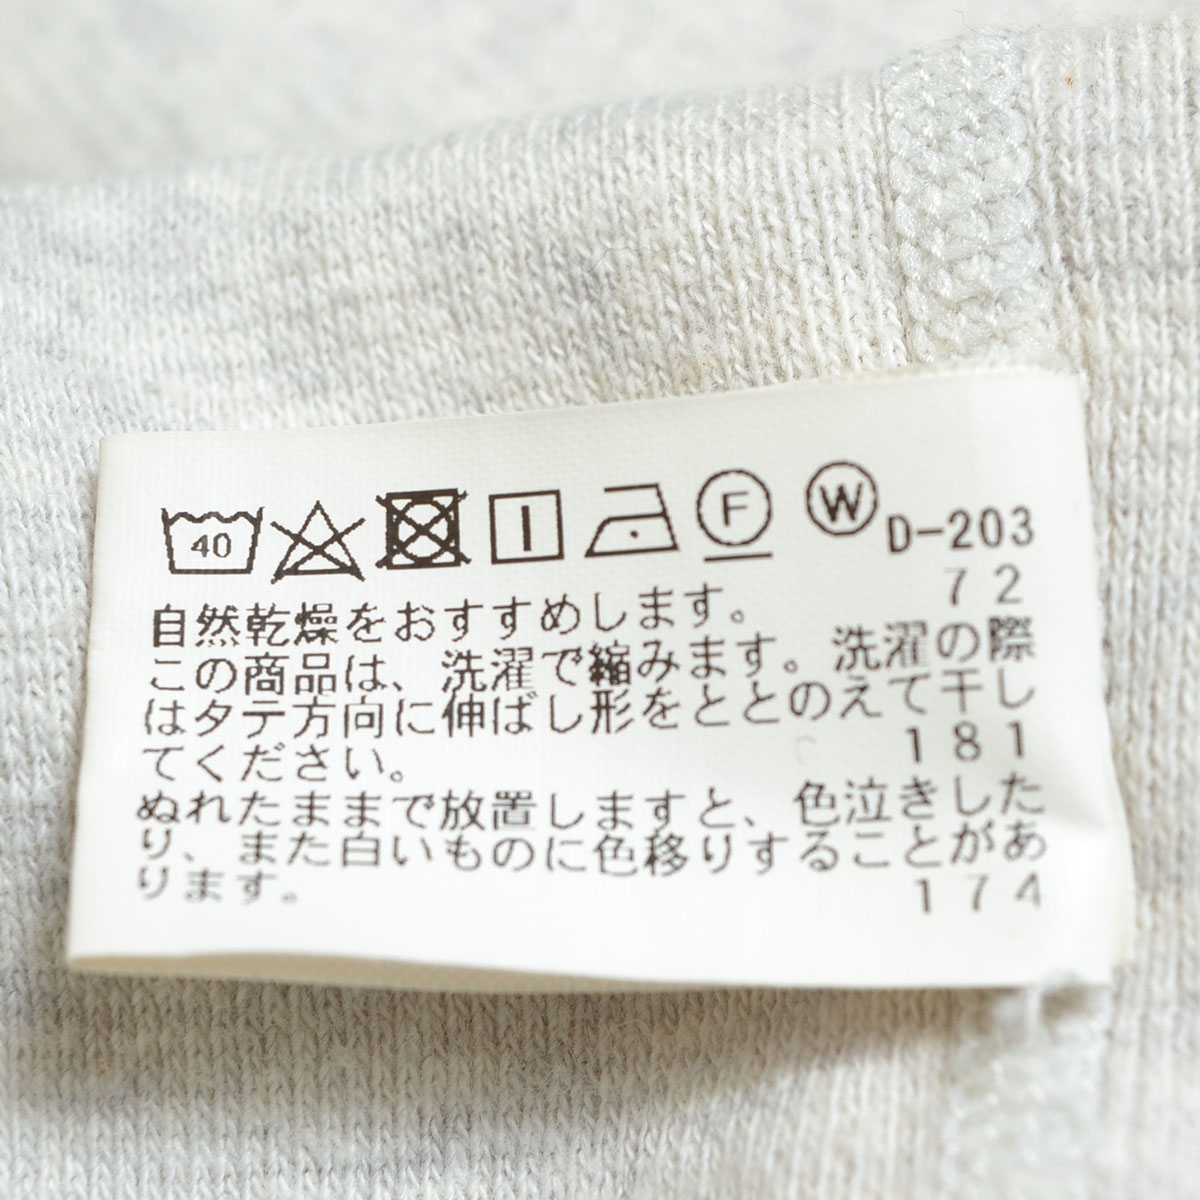 40 F W D-203
自然乾燥をおすすめします。 72
この商品は、洗濯で縮みます。洗濯の際
はタテ方向に伸ばし形をととのえて干し
てください。 181
ぬれたままで放置しますと、色泣きした
り、また白いものに色移りすることがあ
ります。 174